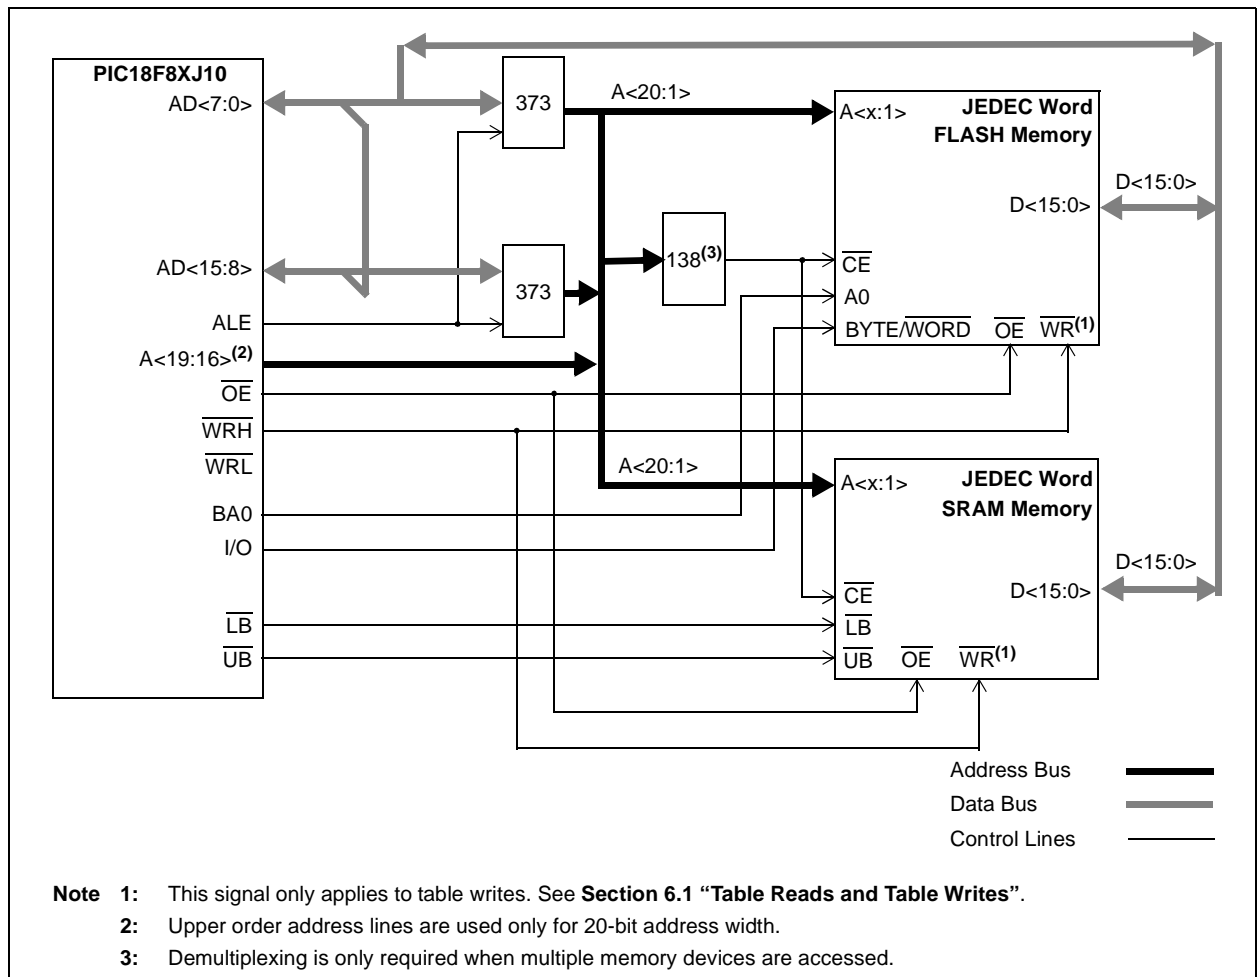 PIC18F8XJ10
AD<7:0>
373
A<20:1>
A<x:1>
JEDEC Word
FLASH Memory
D<15:0>
D<15:0>
138(3)
AD<15:8>
373
CE
A0
ALE
BYTE/WORD
OE
WR(1)
A<19:16>(2)
OE
WRH
WRL
A<20:1>
A<x:1>
JEDEC Word
SRAM Memory
BA0
I/O
D<15:0>
D<15:0>
CE
LB
LB
UB
UB
OE
WR(1)
Address Bus
Data Bus
Control Lines
Note 1: This signal only applies to table writes. See Section 6.1 “Table Reads and Table Writes”.
2: Upper order address lines are used only for 20-bit address width.
3: Demultiplexing is only required when multiple memory devices are accessed.